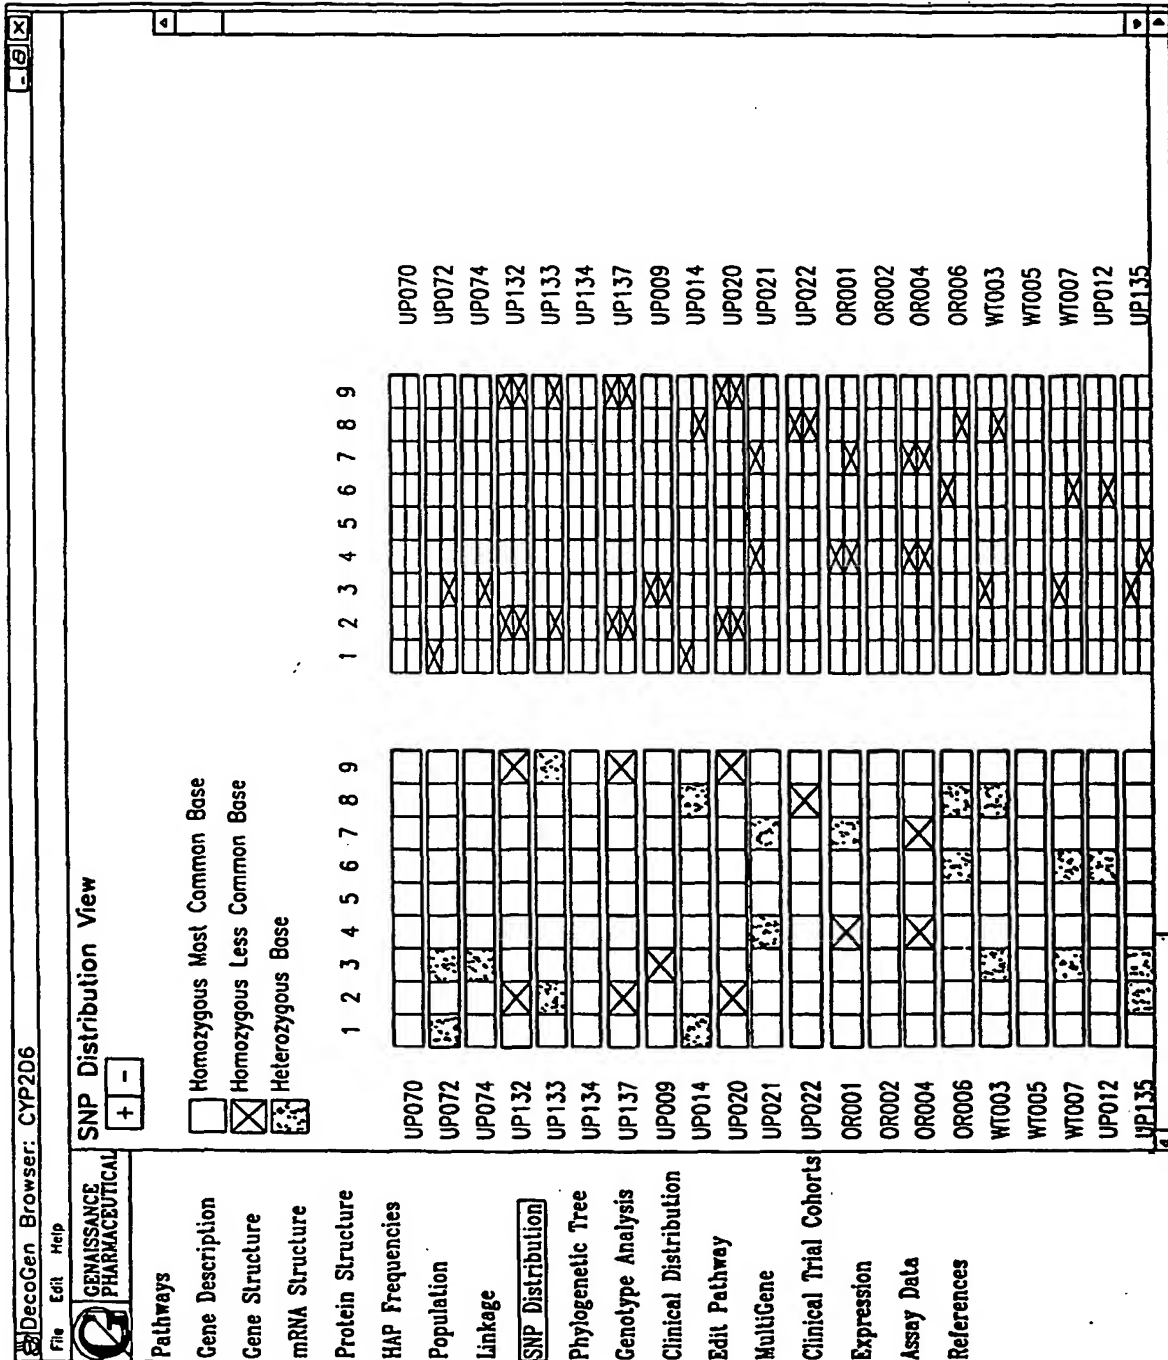 DecoGen Browser: CYP2D6
File Edit Help
GENAISSANCE
PHARMACEUTICAL
SNP Distribution View
+ -
Pathways
Gene Description
Gene Structure
mRNA Structure
Protein Structure
HAP Frequencies
Population
Linkage
SNP Distribution
Phylogenetic Tree
Genotype Analysis
Clinical Distribution
Edit Pathway
MultiGene
Clinical Trial Cohorts
Expression
Assay Data
References
Homozygous Most Common Base
Homozygous Less Common Base
Heterozygous Base
1 2 3 4 5 6 7 8 9 1 2 3 4 5 6 7 8 9
UP070 UP070
UP072 UP072
UP074 UP074
UP132 UP132
UP133 UP133
UP134 UP134
UP137 UP137
UP009 UP009
UP014 UP014
UP020 UP020
UP021 UP021
UP022 UP022
OR001 OR001
OR002 OR002
OR004 OR004
OR006 OR006
WT003 WT003
WT005 WT005
WT007 WT007
UP012 UP012
UP135 UP135